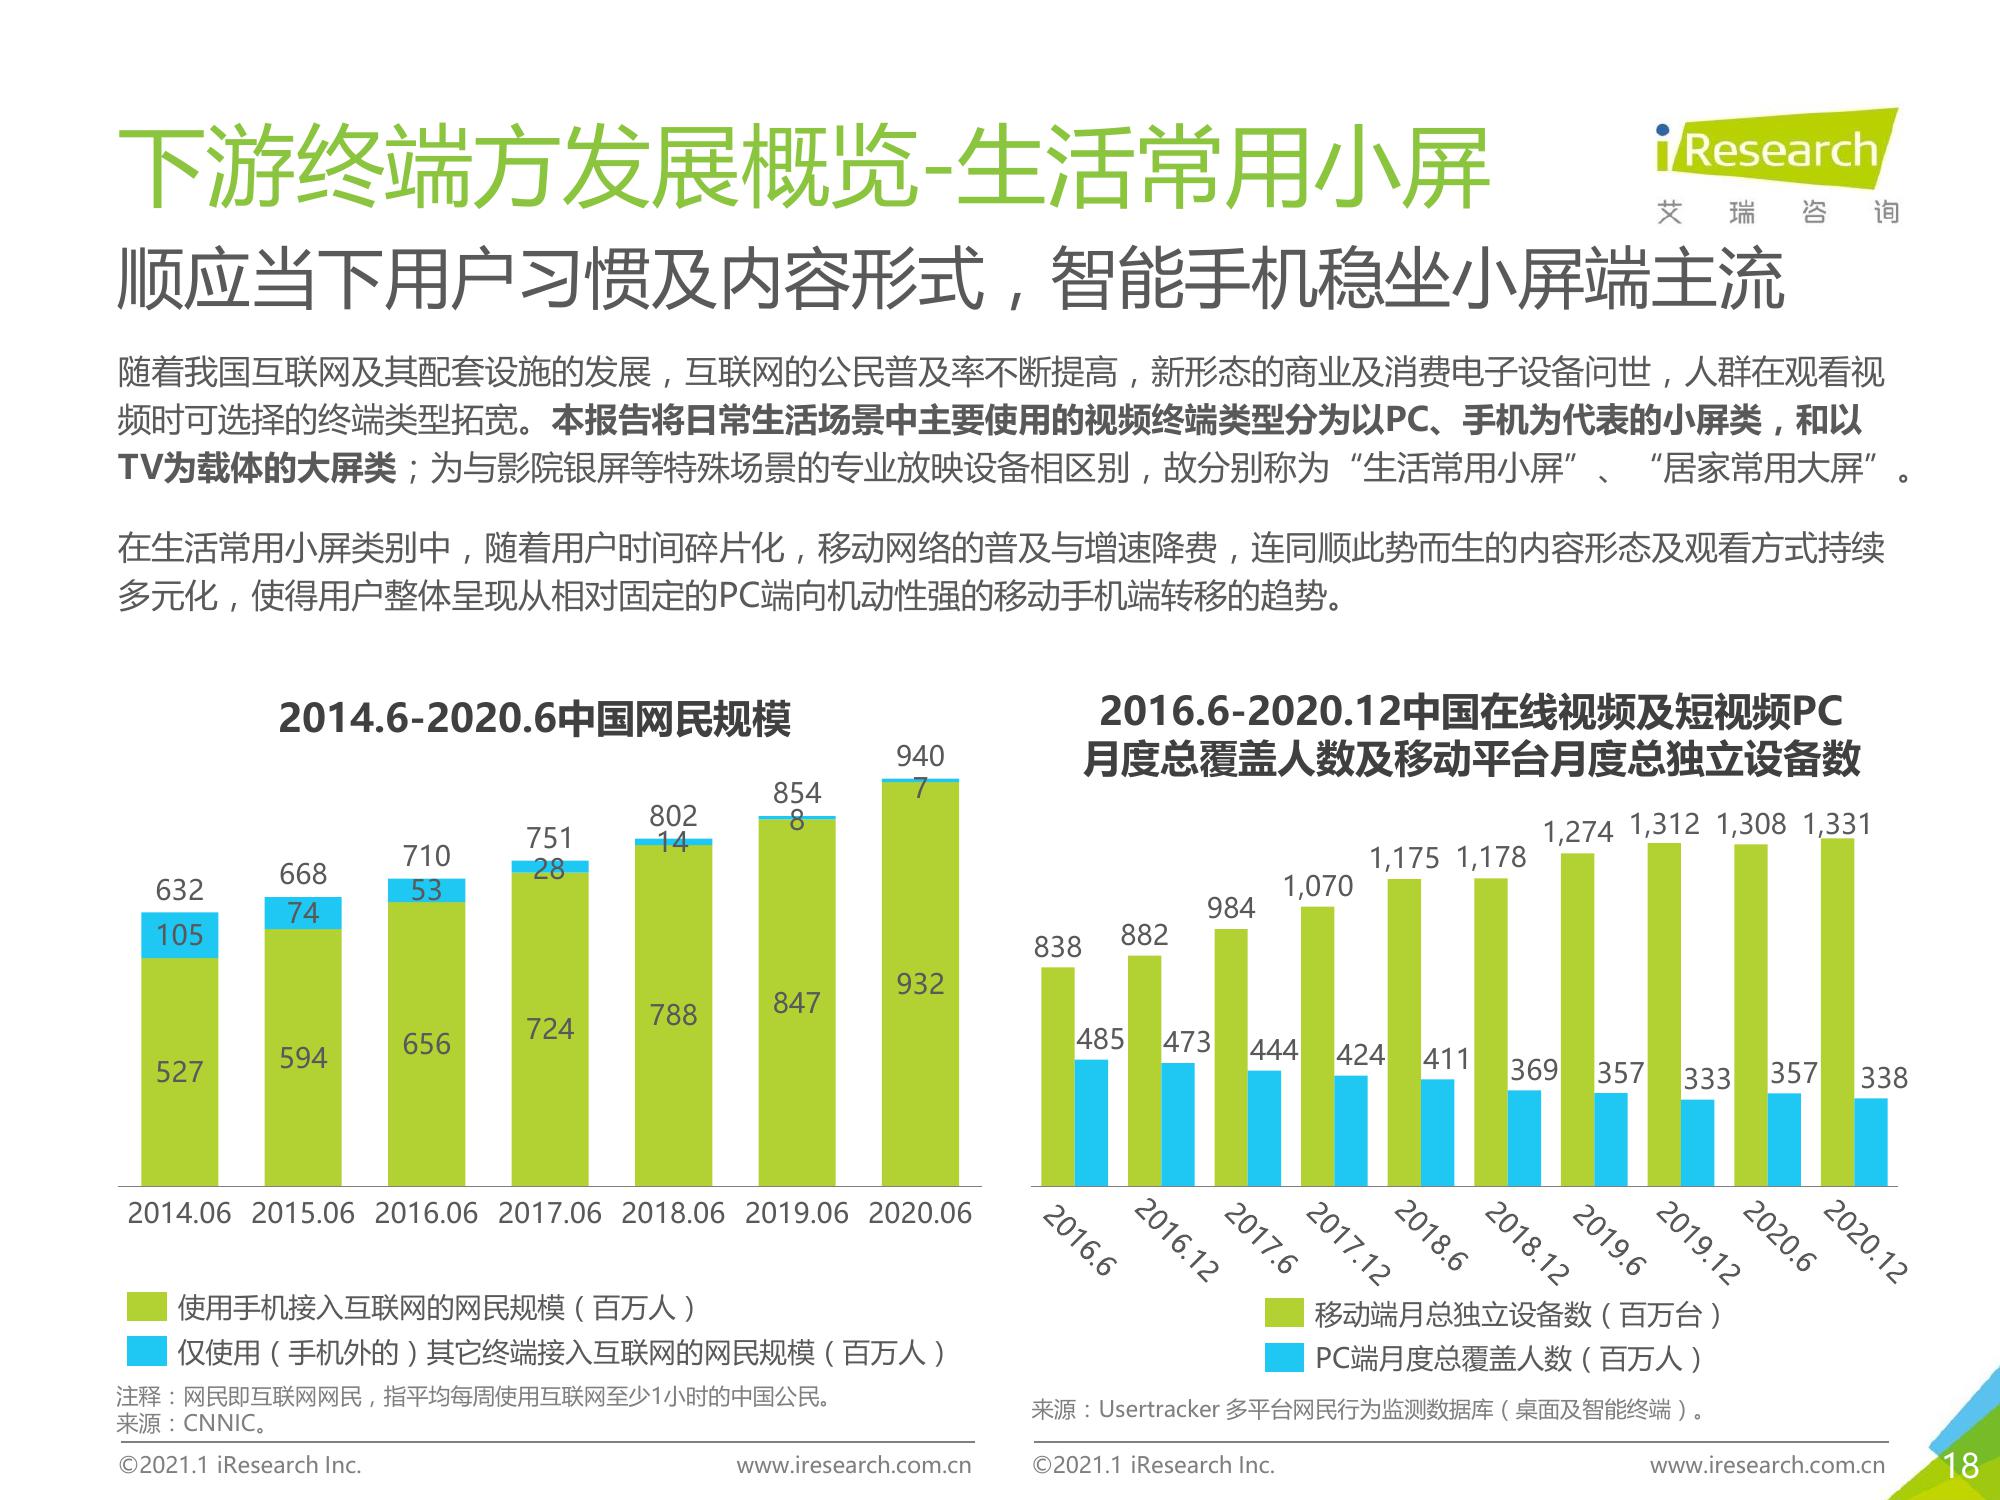 下游终端方发展概览-生活常用小屏
iResearch
艾瑞咨询
顺应当下用户习惯及内容形式，智能手机稳坐小屏端主流
随着我国互联网及其配套设施的发展，互联网的公民普及率不断提高，新形态的商业及消费电子设备问世，人群在观看视
频时可选择的终端类型拓宽。本报告将日常生活场景中主要使用的视频终端类型分为以PC、手机为代表的小屏类，和以
TV为载体的大屏类；为与影院银屏等特殊场景的专业放映设备相区别，故分别称为“生活常用小屏”、“居家常用大屏”。
在生活常用小屏类别中，随着用户时间碎片化，移动网络的普及与增速降费，连同顺此势而生的内容形态及观看方式持续
多元化，使得用户整体呈现从相对固定的PC端向机动性强的移动手机端转移的趋势。
2014.6-2020.6中国网民规模
632 668 710 751 802 854 940
105 74 53 28 14 8 7
527 594 656 724 788 847 932
2014.06 2015.06 2016.06 2017.06 2018.06 2019.06 2020.06
使用手机接入互联网的网民规模（百万人）
仅使用（手机外的）其它终端接入互联网的网民规模（百万人）
注释：网民即互联网网民，指平均每周使用互联网至少1小时的中国公民。
来源：CNNIC。
©2021.1 iResearch Inc.
www.iresearch.com.cn
2016.6-2020.12中国在线视频及短视频PC
月度总覆盖人数及移动平台月度总独立设备数
838 882 984 1,070 1,175 1,178 1,274 1,312 1,308 1,331
485 473 444 424 411 369 357 333 357 338
2016.6 2016.12 2017.6 2017.12 2018.6 2018.12 2019.6 2019.12 2020.6 2020.12
移动端月总独立设备数（百万台）
PC端月度总覆盖人数（百万人）
来源：Usertracker 多平台网民行为监测数据库（桌面及智能终端）。
©2021.1 iResearch Inc.
www.iresearch.com.cn
18